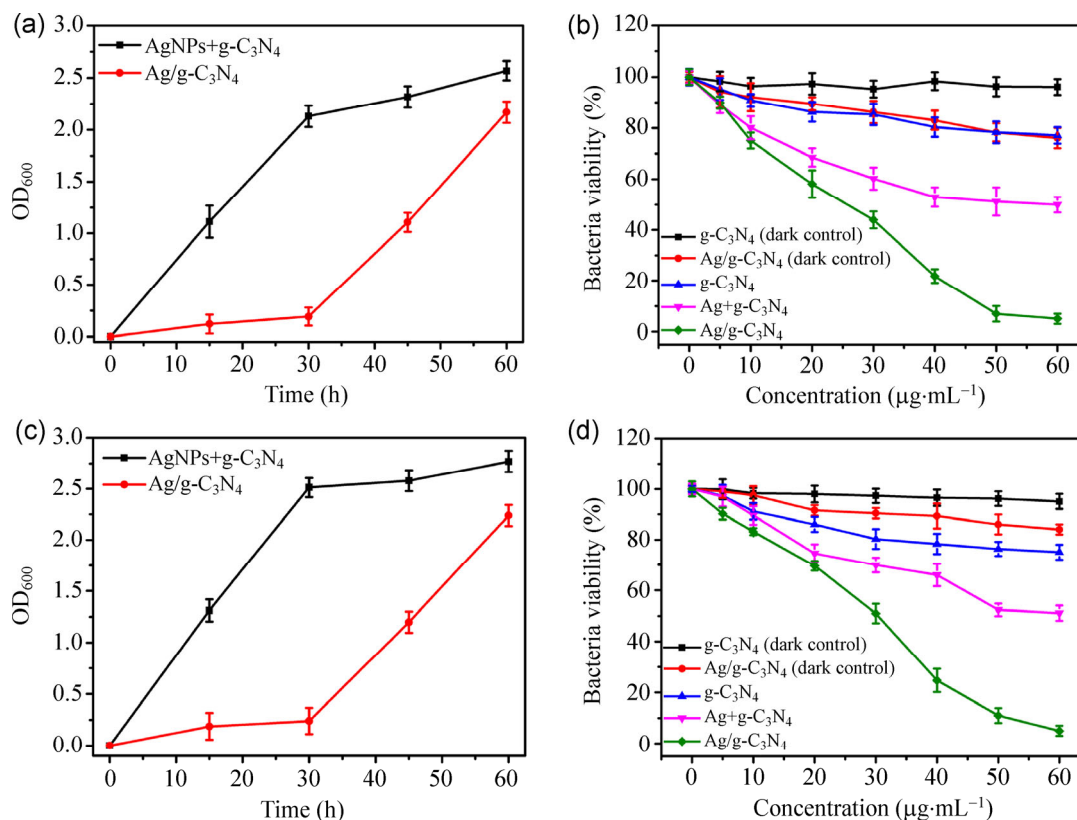 (a)
3.0
2.5
2.0
1.5
1.0
0.5
0.0
OD₆₀₀
AgNPs+g-C₃N₄
Ag/g-C₃N₄
0 10 20 30 40 50 60
Time (h)
(b)
120
100
80
60
40
20
0
Bacteria viability (%)
g-C₃N₄ (dark control)
Ag/g-C₃N₄ (dark control)
g-C₃N₄
Ag+g-C₃N₄
Ag/g-C₃N₄
0 10 20 30 40 50 60
Concentration (μg·mL⁻¹)
(c)
3.0
2.5
2.0
1.5
1.0
0.5
0.0
OD₆₀₀
AgNPs+g-C₃N₄
Ag/g-C₃N₄
0 10 20 30 40 50 60
Time (h)
(d)
120
100
80
60
40
20
0
Bacteria viability (%)
g-C₃N₄ (dark control)
Ag/g-C₃N₄ (dark control)
g-C₃N₄
Ag+g-C₃N₄
Ag/g-C₃N₄
0 10 20 30 40 50 60
Concentration (μg·mL⁻¹)